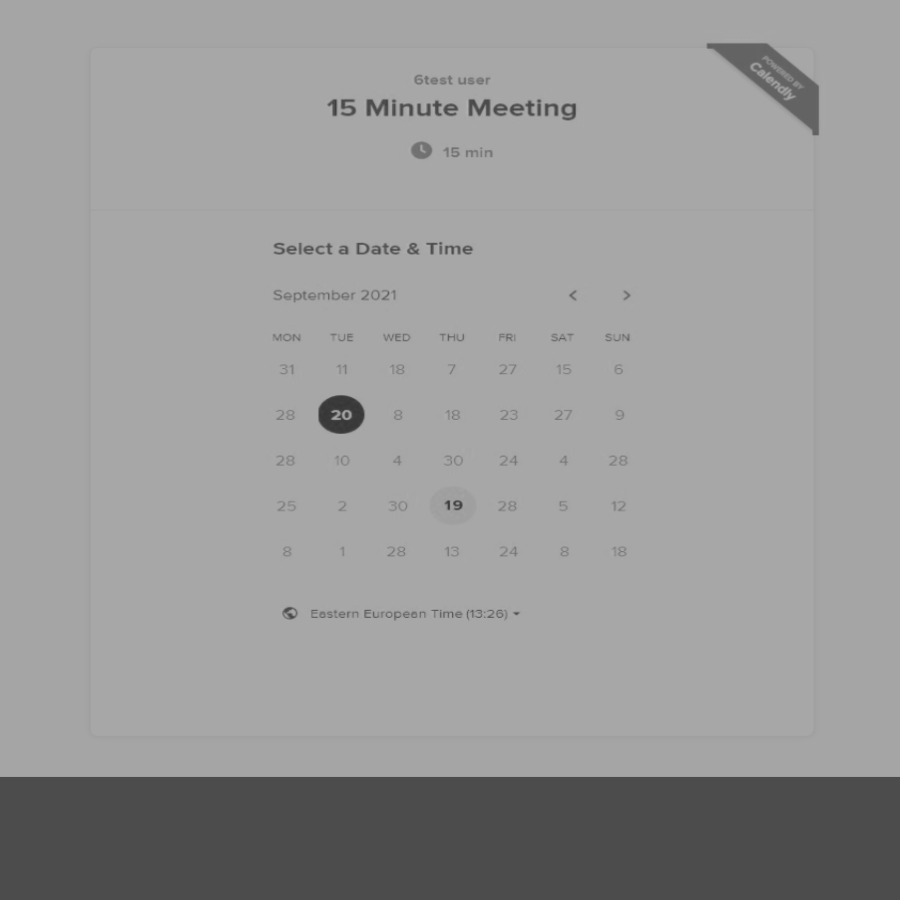 POWERED BY
Calendly
6test user
15 Minute Meeting
15 min
Select a Date & Time
September 2021
MON TUE WED THU FRI SAT SUN
31 11 18 7 27 15 6
28 20 8 18 23 27 9
28 10 4 30 24 4 28
25 2 30 19 28 5 12
8 1 28 13 24 8 18
Eastern European Time (13:26)